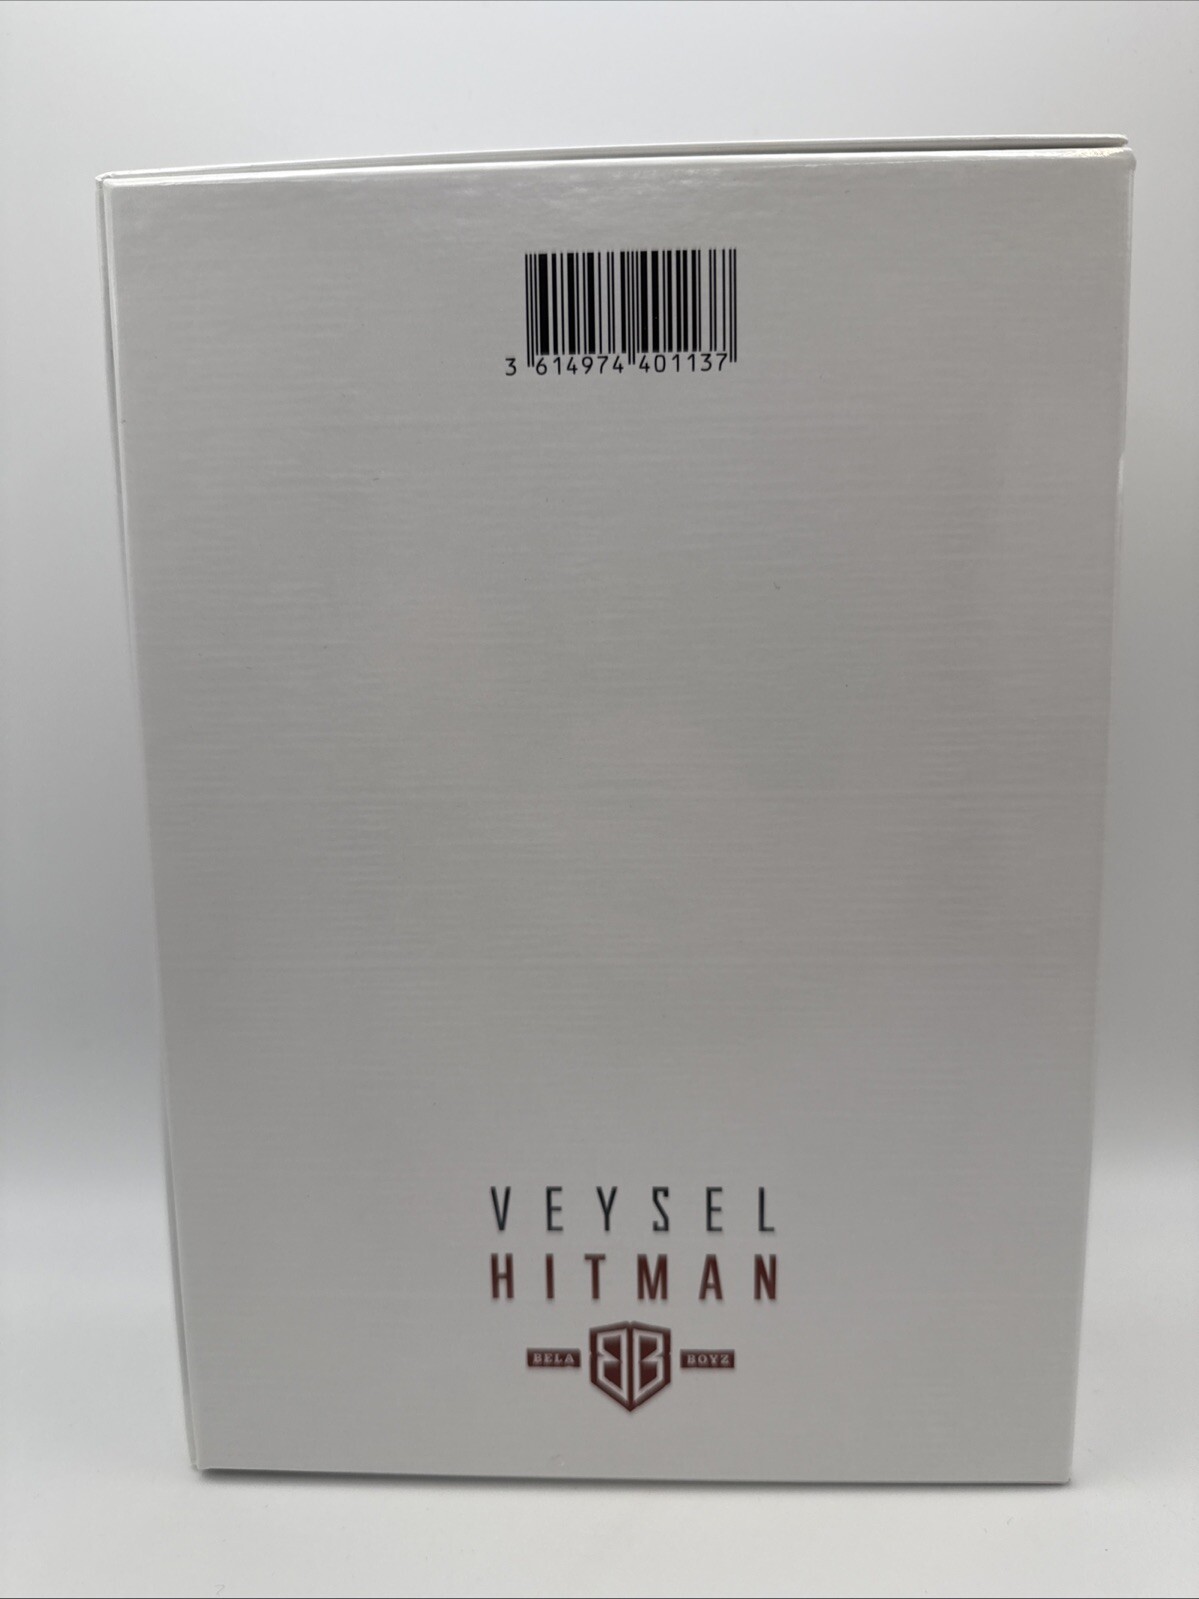 3 614974 401137
VEYSEL
HITMAN
BELA BB BOYZ